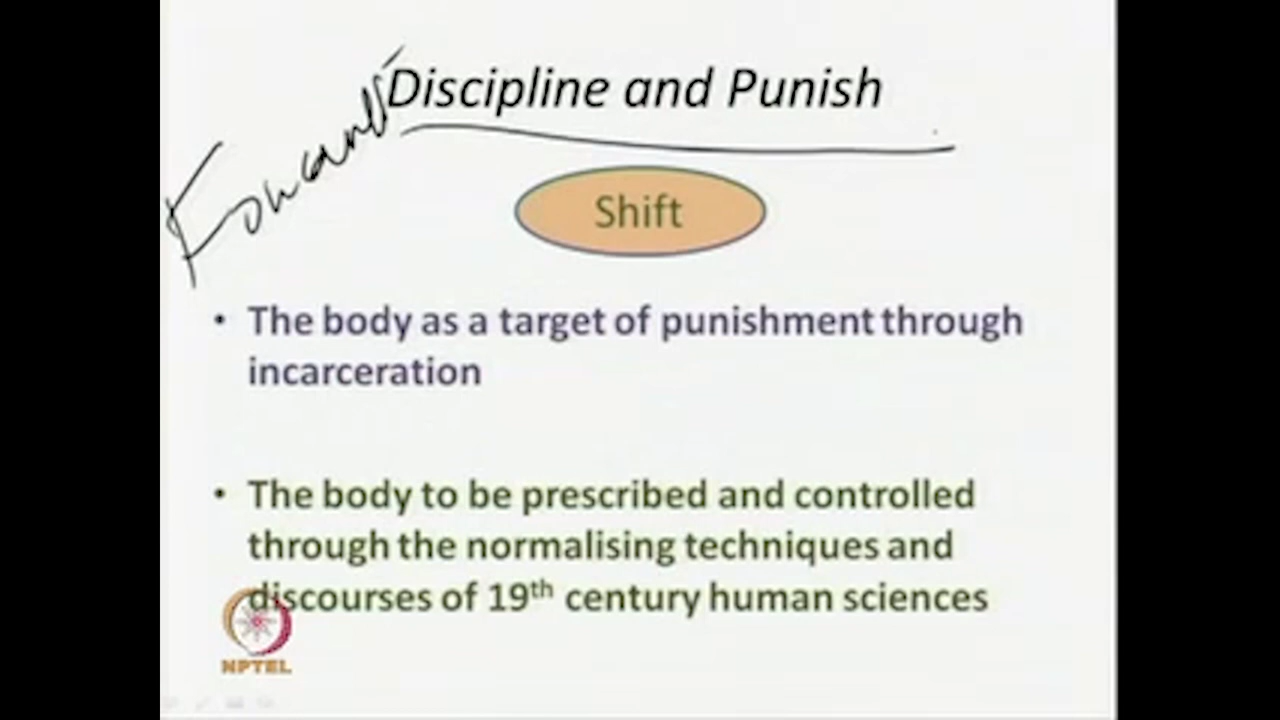 Foucault's
Discipline and Punish
Shift
• The body as a target of punishment through
incarceration
• The body to be prescribed and controlled
through the normalising techniques and
discourses of 19th century human sciences
NPTEL